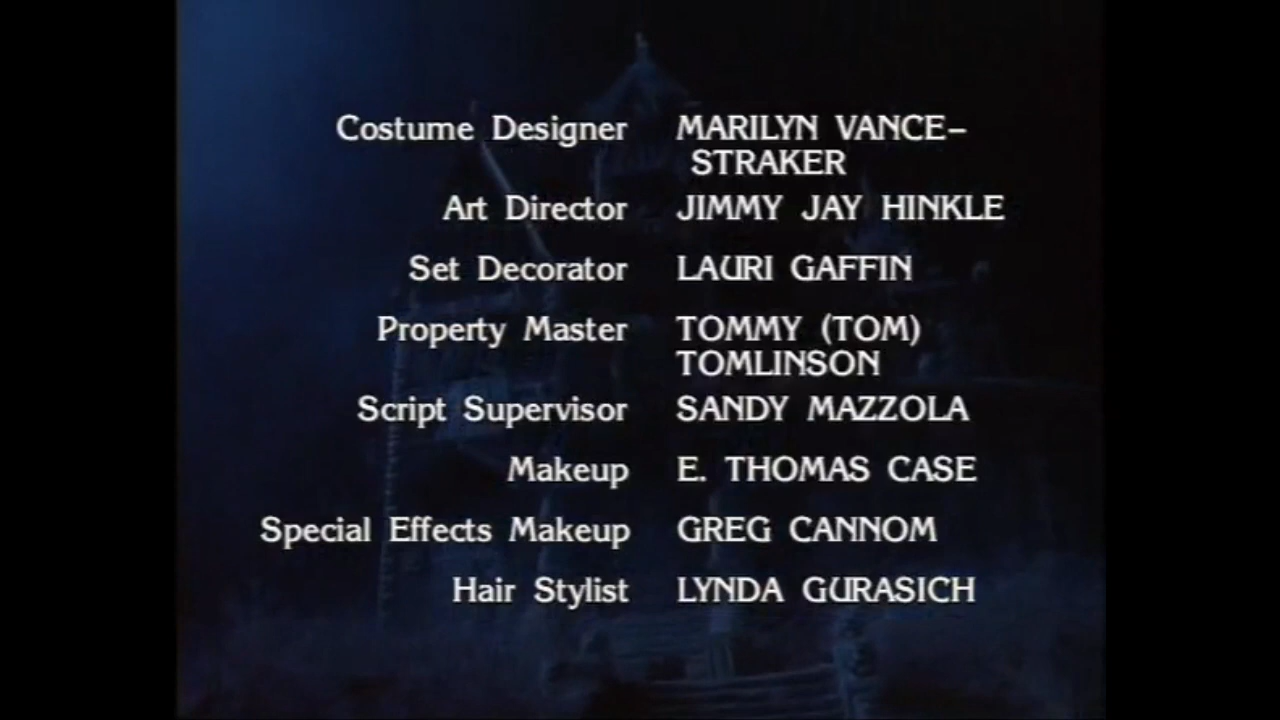 Costume Designer MARILYN VANCE–
STRAKER
Art Director JIMMY JAY HINKLE
Set Decorator LAURI GAFFIN
Property Master TOMMY (TOM)
TOMLINSON
Script Supervisor SANDY MAZZOLA
Makeup E. THOMAS CASE
Special Effects Makeup GREG CANNOM
Hair Stylist LYNDA GURASICH